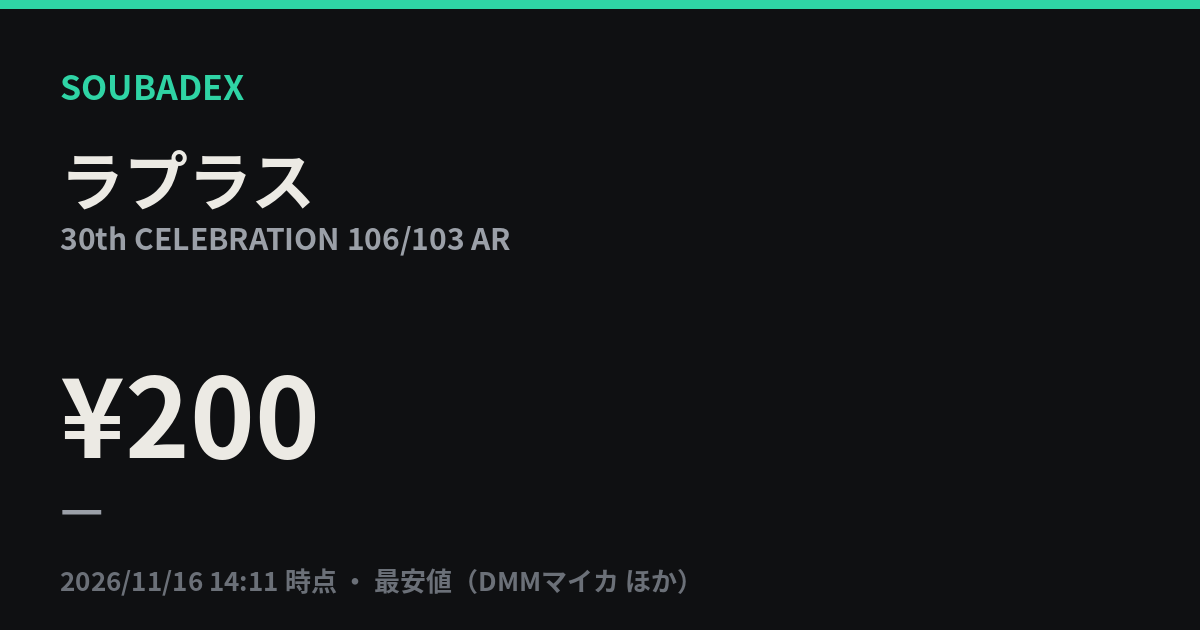 SOUBADEX
ラプラス
30th CELEBRATION 106/103 AR
¥200
—
2026/11/16 14:11 時点 ・ 最安値（DMMマイカ ほか）